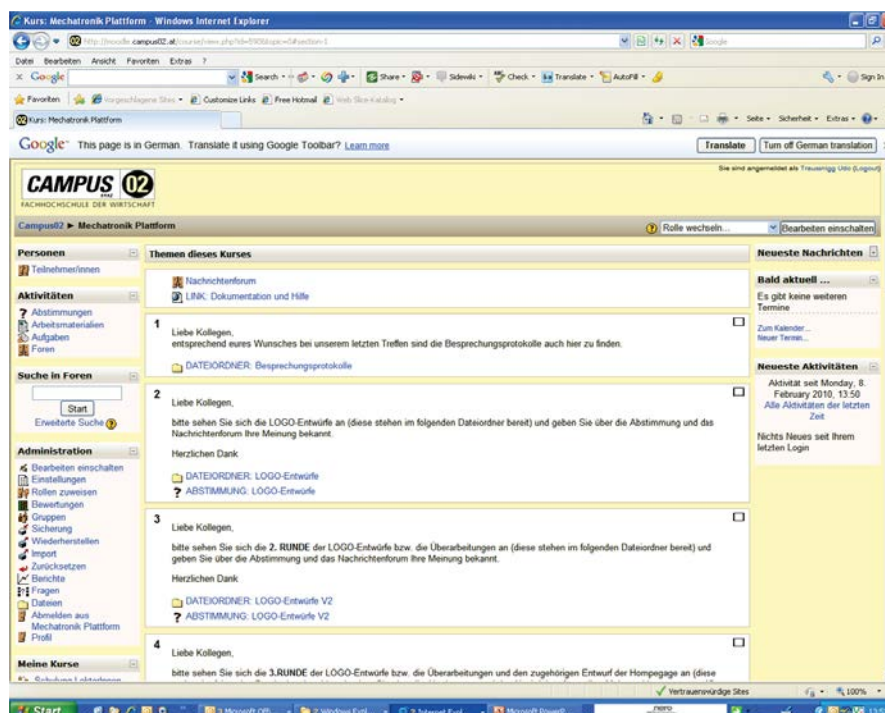 Kurs: Mechatronik Plattform - Windows Internet Explorer
Datei Bearbeiten Ansicht Favoriten Extras ?
Google
Search
Share
Sidewiki
Check
Translate
AutoFill
Sign In
Favoriten
Customize Links
Free Hotmail
Kurs: Mechatronik Plattform
Seite
Sicherheit
Extras
Google This page is in German. Translate it using Google Toolbar? Learn more
Translate
Turn off German translation
CAMPUS 02
FACHHOCHSCHULE DER WIRTSCHAFT
Campus02 ► Mechatronik Plattform
Rolle wechseln...
Bearbeiten einschalten
Personen
Teilnehmer/innen
Aktivitäten
Abstimmungen
Arbeitsmaterialien
Aufgaben
Foren
Suche in Foren
Start
Erweiterte Suche
Administration
Bearbeiten einschalten
Einstellungen
Rollen zuweisen
Bewertungen
Gruppen
Sicherung
Wiederherstellen
Import
Zurücksetzen
Berichte
Fragen
Dateien
Abmelden aus
Mechatronik Plattform
Profil
Meine Kurse
Themen dieses Kurses
Nachrichtenforum
LINK: Dokumentation und Hilfe
1
Liebe Kollegen,
entsprechend eures Wunsches bei unserem letzten Treffen sind die Besprechungsprotokolle auch hier zu finden.
DATEIORDNER: Besprechungsprotokolle
2
Liebe Kollegen,
bitte sehen Sie sich die LOGO-Entwürfe an (diese stehen im folgenden Dateiordner bereit) und geben Sie über die Abstimmung und das
Nachrichtenforum Ihre Meinung bekannt.
Herzlichen Dank
DATEIORDNER: LOGO-Entwürfe
ABSTIMMUNG: LOGO-Entwürfe
3
Liebe Kollegen,
bitte sehen Sie sich die 2. RUNDE der LOGO-Entwürfe bzw. die Überarbeitungen an (diese stehen im folgenden Dateiordner bereit) und
geben Sie über die Abstimmung und das Nachrichtenforum Ihre Meinung bekannt.
Herzlichen Dank
DATEIORDNER: LOGO-Entwürfe V2
ABSTIMMUNG: LOGO-Entwürfe V2
4
Liebe Kollegen,
bitte sehen Sie sich die 3.RUNDE der LOGO-Entwürfe bzw. die Überarbeitungen und den zugehörigen Entwurf der Hompegage an (diese
Neueste Nachrichten
Bald aktuell ...
Es gibt keine weiteren
Termine
Zum Kalender...
Neuer Termin...
Neueste Aktivitäten
Aktivität seit Monday, 8.
February 2010, 13:50
Alle Aktivitäten der letzten
Zeit
Nichts Neues seit Ihrem
letzten Login
Vertrauenswürdige Sites
100%
Start
nero